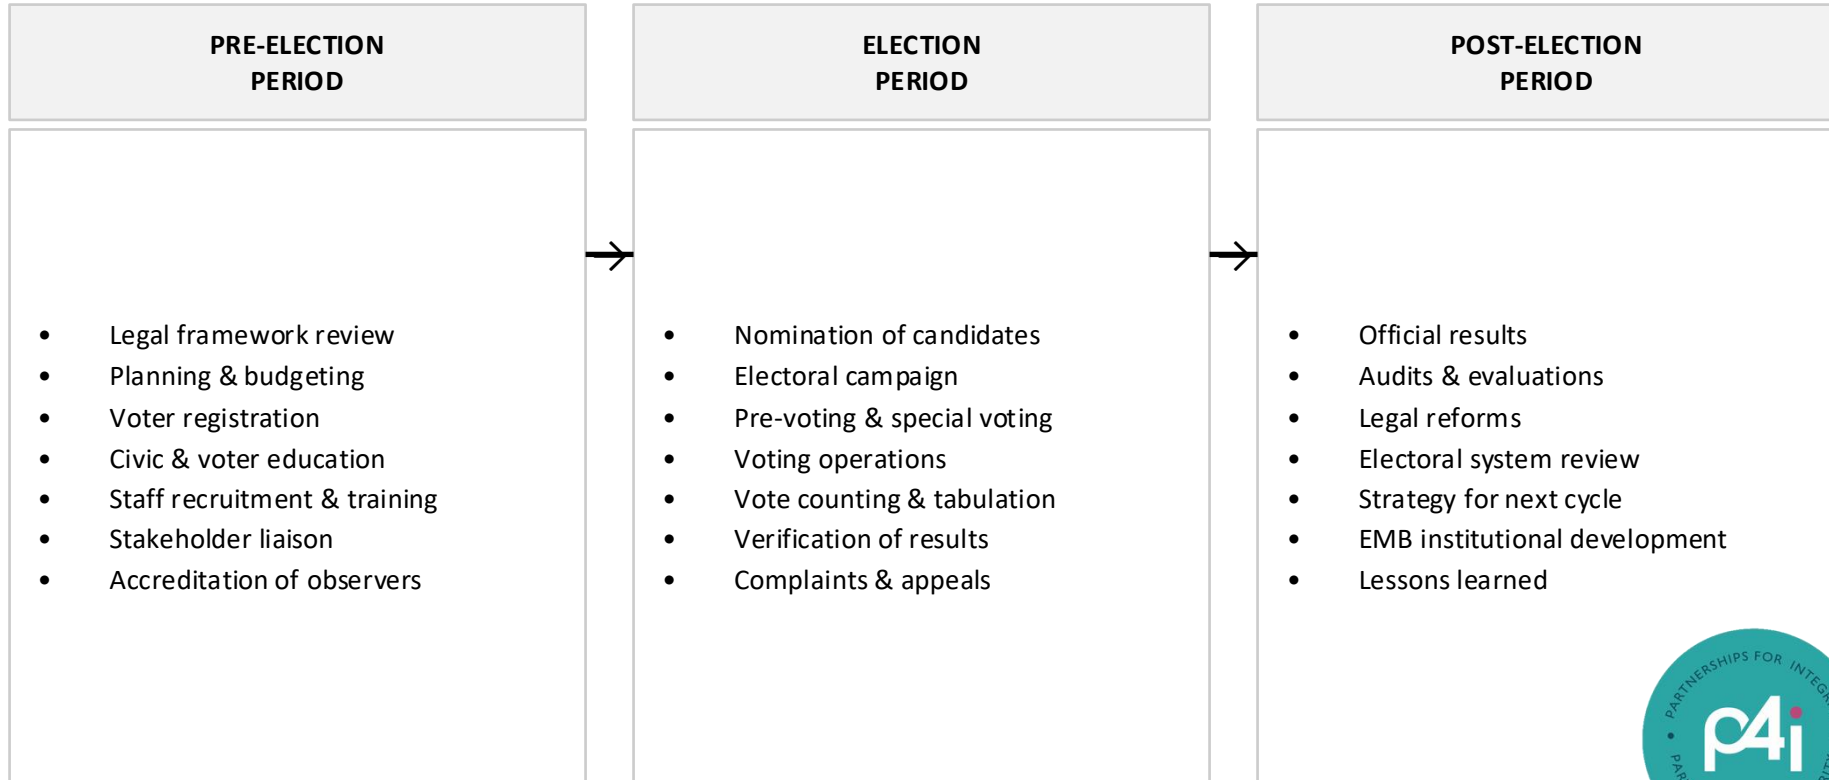 PRE-ELECTION
PERIOD
• Legal framework review
• Planning & budgeting
• Voter registration
• Civic & voter education
• Staff recruitment & training
• Stakeholder liaison
• Accreditation of observers
ELECTION
PERIOD
• Nomination of candidates
• Electoral campaign
• Pre-voting & special voting
• Voting operations
• Vote counting & tabulation
• Verification of results
• Complaints & appeals
POST-ELECTION
PERIOD
• Official results
• Audits & evaluations
• Legal reforms
• Electoral system review
• Strategy for next cycle
• EMB institutional development
• Lessons learned
PARTNERSHIPS FOR
p4i